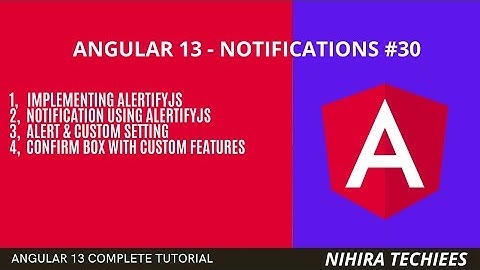 ANGULAR 13 - NOTIFICATIONS #30
1, IMPLEMENTING ALERTIFYJS
2, NOTIFICATION USING ALERTIFYJS
3, ALERT & CUSTOM SETTING
4, CONFIRM BOX WITH CUSTOM FEATURES
A
ANGULAR 13 COMPLETE TUTORIAL
NIHIRA TECHIEES